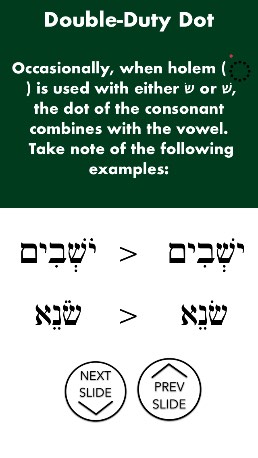 Double-Duty Dot
Occasionally, when holem ( ◌ֹ
) is used with either שׂ or שׁ,
the dot of the consonant
combines with the vowel.
Take note of the following
examples:
יֹשְׁבִים > ישְׁבִים
שֹׂנֵא > שׂנֵא
NEXT
SLIDE
PREV
SLIDE